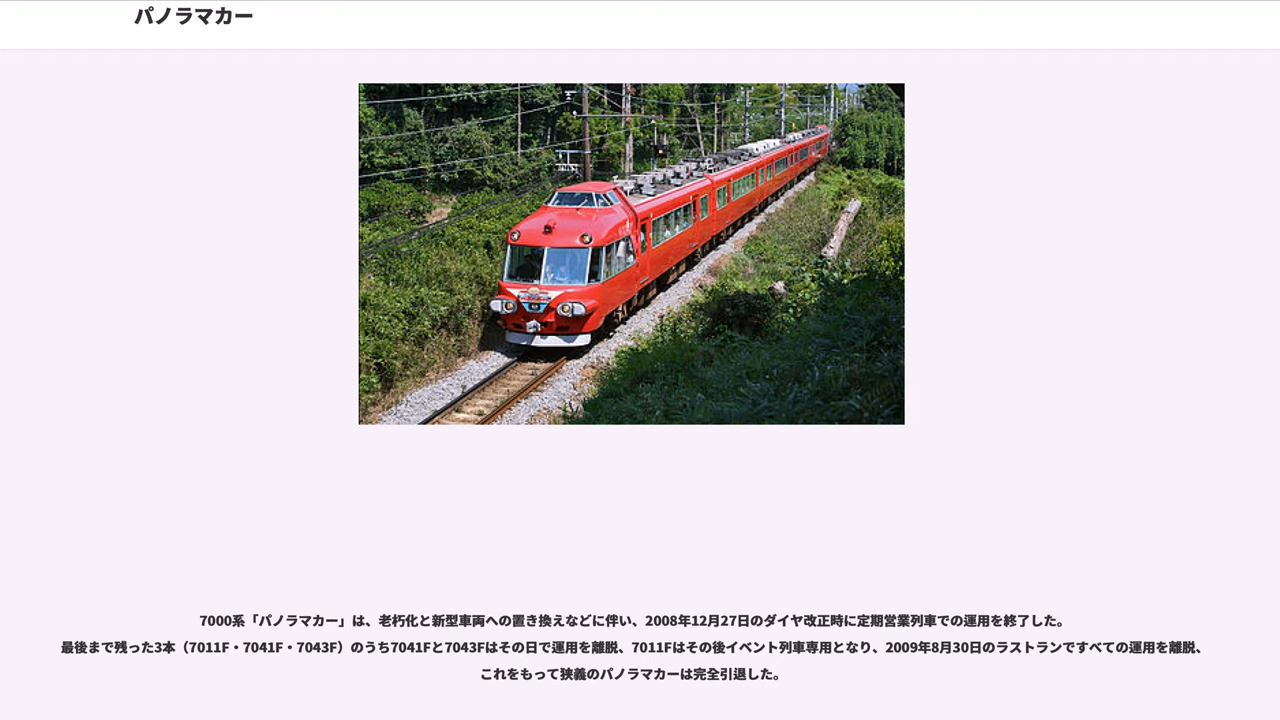 パノラマカー
7000系「パノラマカー」は、老朽化と新型車両への置き換えなどに伴い、2008年12月27日のダイヤ改正時に定期営業列車での運用を終了した。
最後まで残った3本（7011F・7041F・7043F）のうち7041Fと7043Fはその日で運用を離脱、7011Fはその後イベント列車専用となり、2009年8月30日のラストランですべての運用を離脱、
これをもって狭義のパノラマカーは完全引退した。